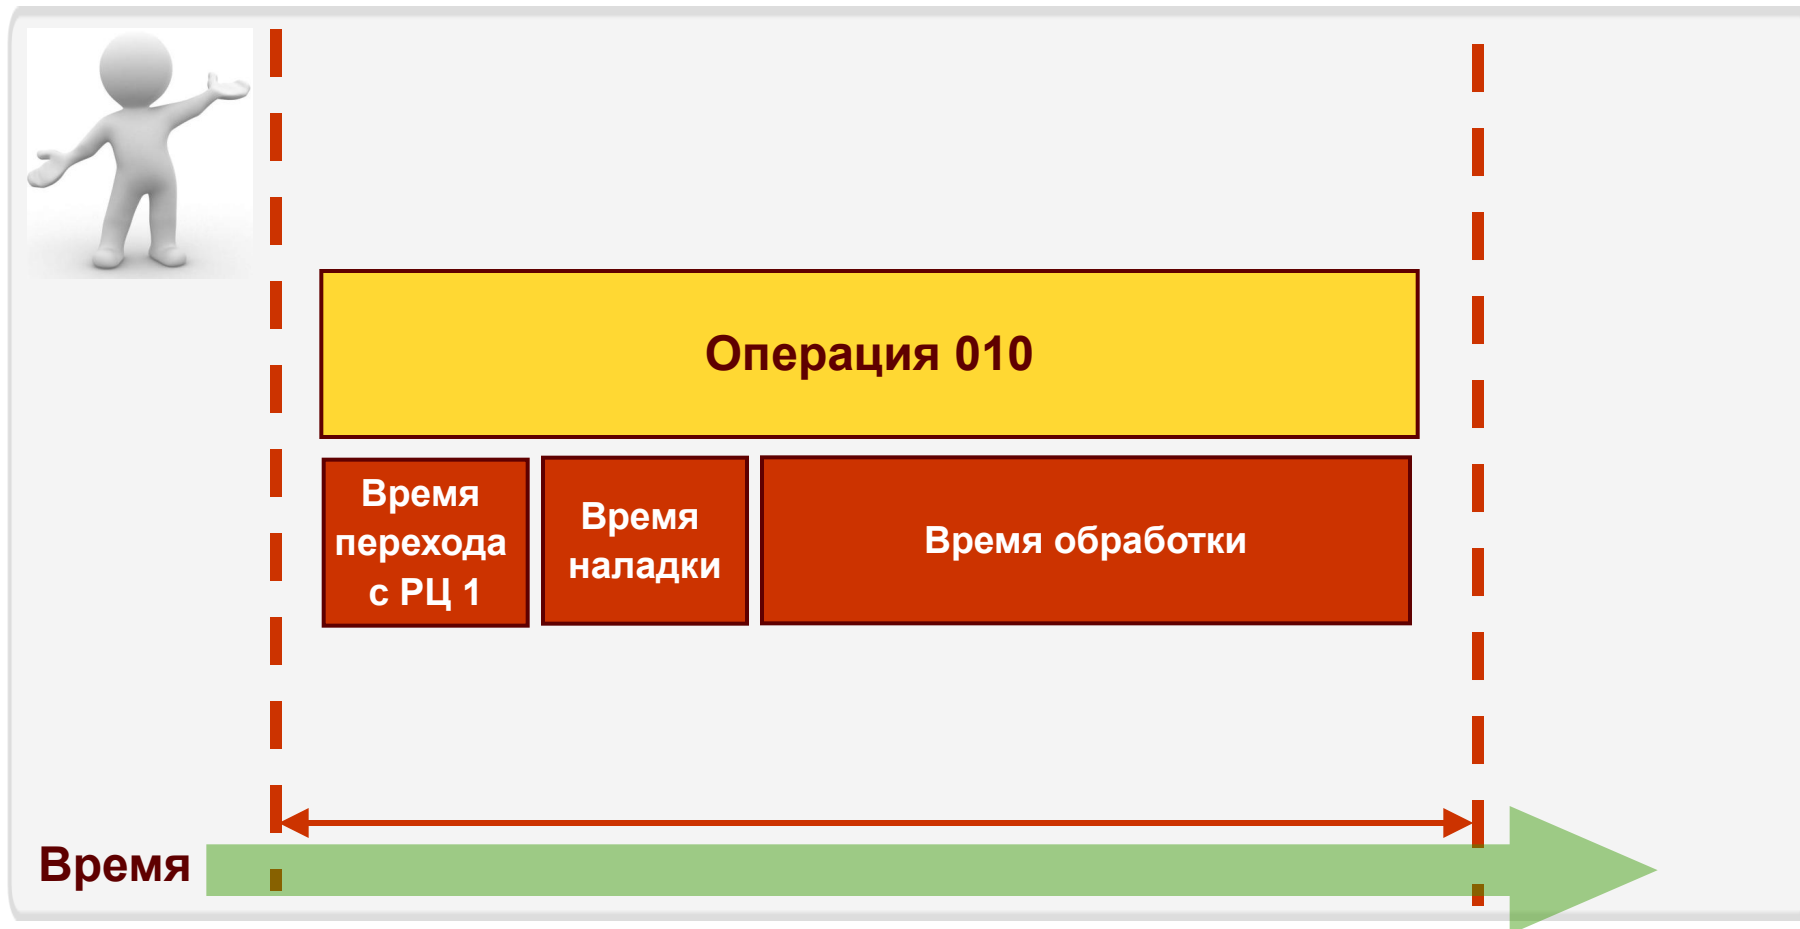 Операция 010
Время
перехода
с РЦ 1
Время
наладки
Время обработки
Время